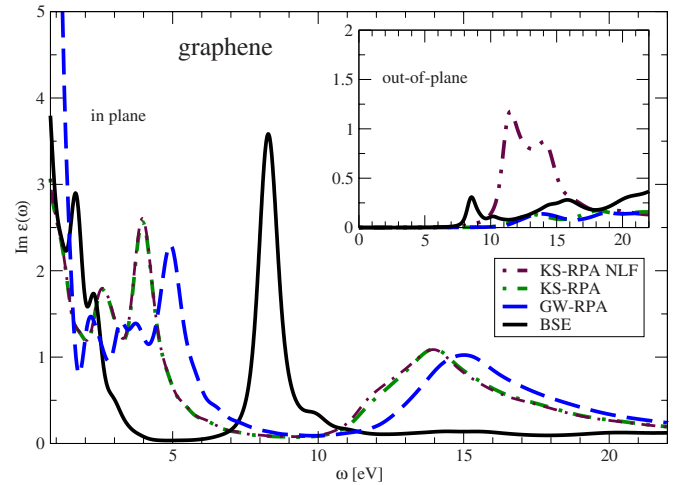 graphene
in plane
Im ε(ω)
5
4
3
2
1
0
5
10
15
20
ω [eV]
out-of-plane
2
1.5
1
0.5
0
0
5
10
15
20
KS-RPA NLF
KS-RPA
GW-RPA
BSE